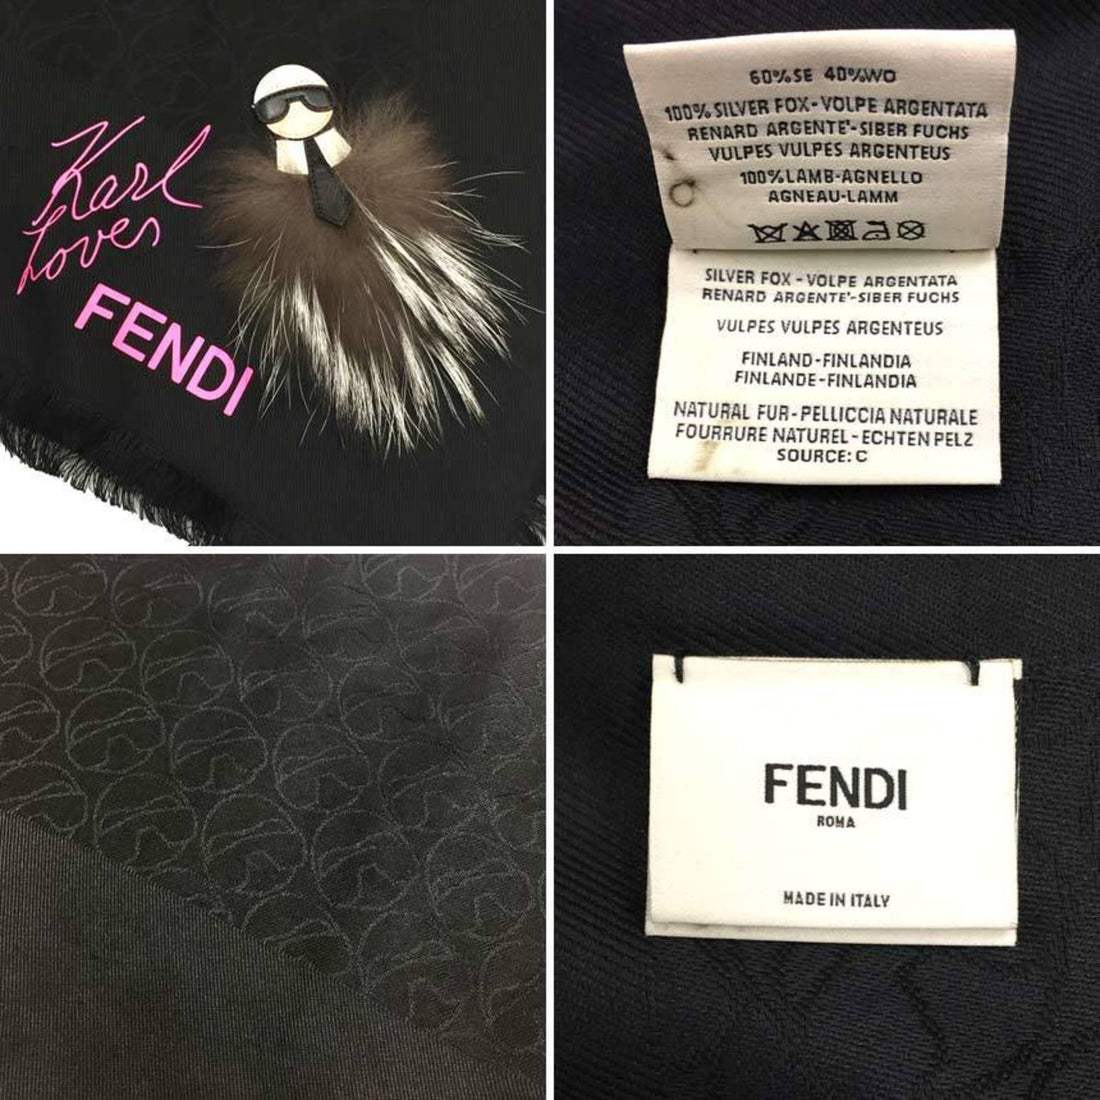 Karl
Loves
FENDI
60%SE 40%WO
100% SILVER FOX-VOLPE ARGENTATA
RENARD ARGENTE'-SIBER FUCHS
VULPES VULPES ARGENTEUS
100%LAMB-AGNELLO
AGNEAU-LAMM
SILVER FOX - VOLPE ARGENTATA
RENARD ARGENTE'-SIBER FUCHS
VULPES VULPES ARGENTEUS
FINLAND-FINLANDIA
FINLANDE-FINLANDIA
NATURAL FUR-PELLICCIA NATURALE
FOURRURE NATUREL-ECHTEN PELZ
SOURCE: C
FENDI
ROMA
MADE IN ITALY